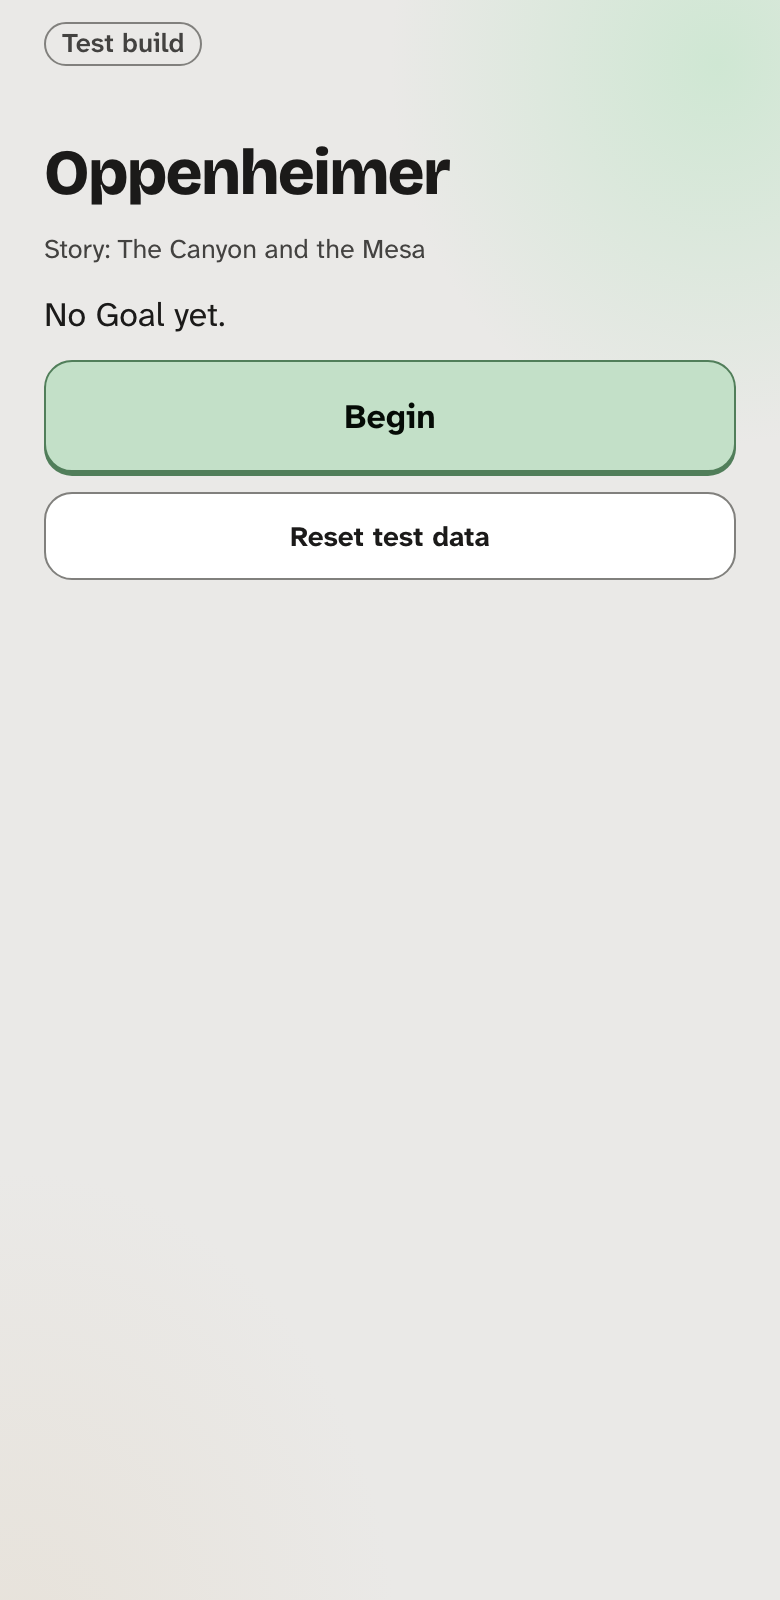 Test build
Oppenheimer
Story: The Canyon and the Mesa
No Goal yet.
Begin
Reset test data